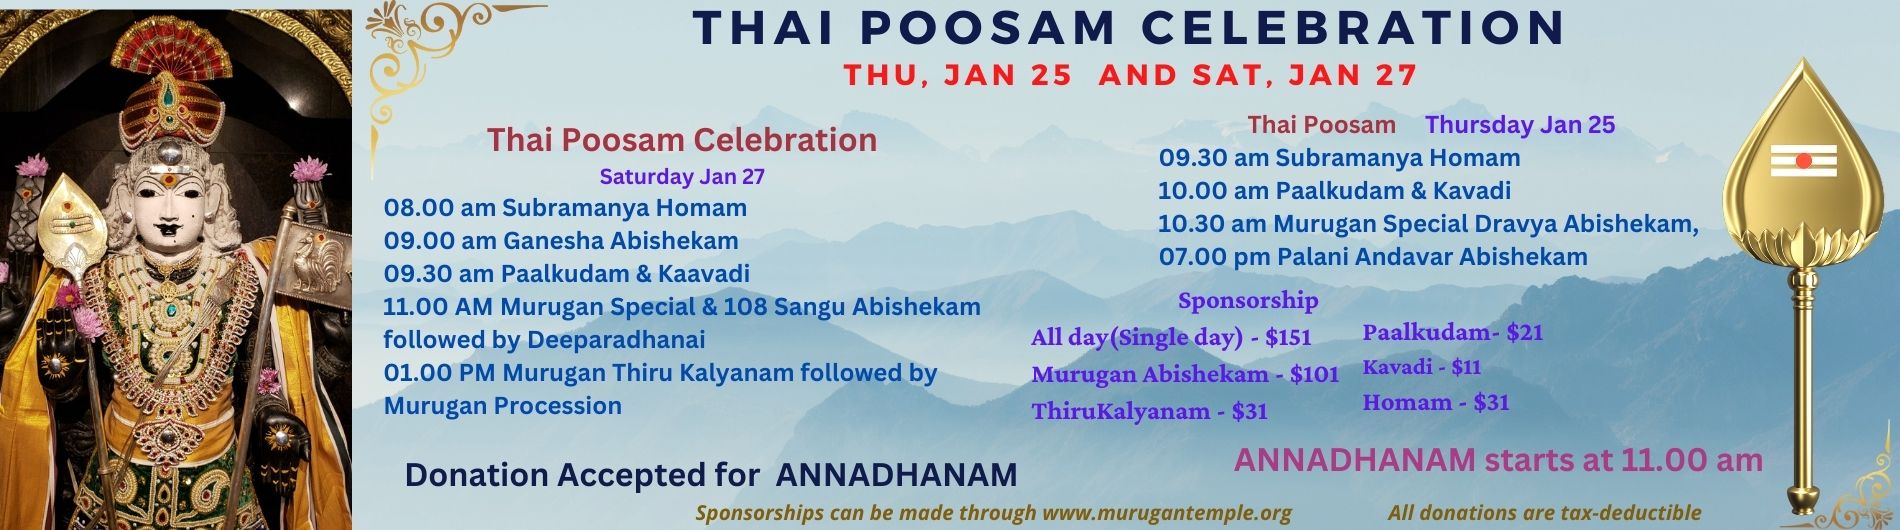 THAI POOSAM CELEBRATION
THU, JAN 25 AND SAT, JAN 27
Thai Poosam Celebration
Saturday Jan 27
08.00 am Subramanya Homam
09.00 am Ganesha Abishekam
09.30 am Paalkudam & Kaavadi
11.00 AM Murugan Special & 108 Sangu Abishekam
followed by Deeparadhanai
01.00 PM Murugan Thiru Kalyanam followed by
Murugan Procession
Donation Accepted for ANNADHANAM
Thai Poosam Thursday Jan 25
09.30 am Subramanya Homam
10.00 am Paalkudam & Kavadi
10.30 am Murugan Special Dravya Abishekam,
07.00 pm Palani Andavar Abishekam
Sponsorship
All day(Single day) - $151
Murugan Abishekam - $101
ThiruKalyanam - $31
Paalkudam- $21
Kavadi - $11
Homam - $31
ANNADHANAM starts at 11.00 am
Sponsorships can be made through www.murugantemple.org
All donations are tax-deductible